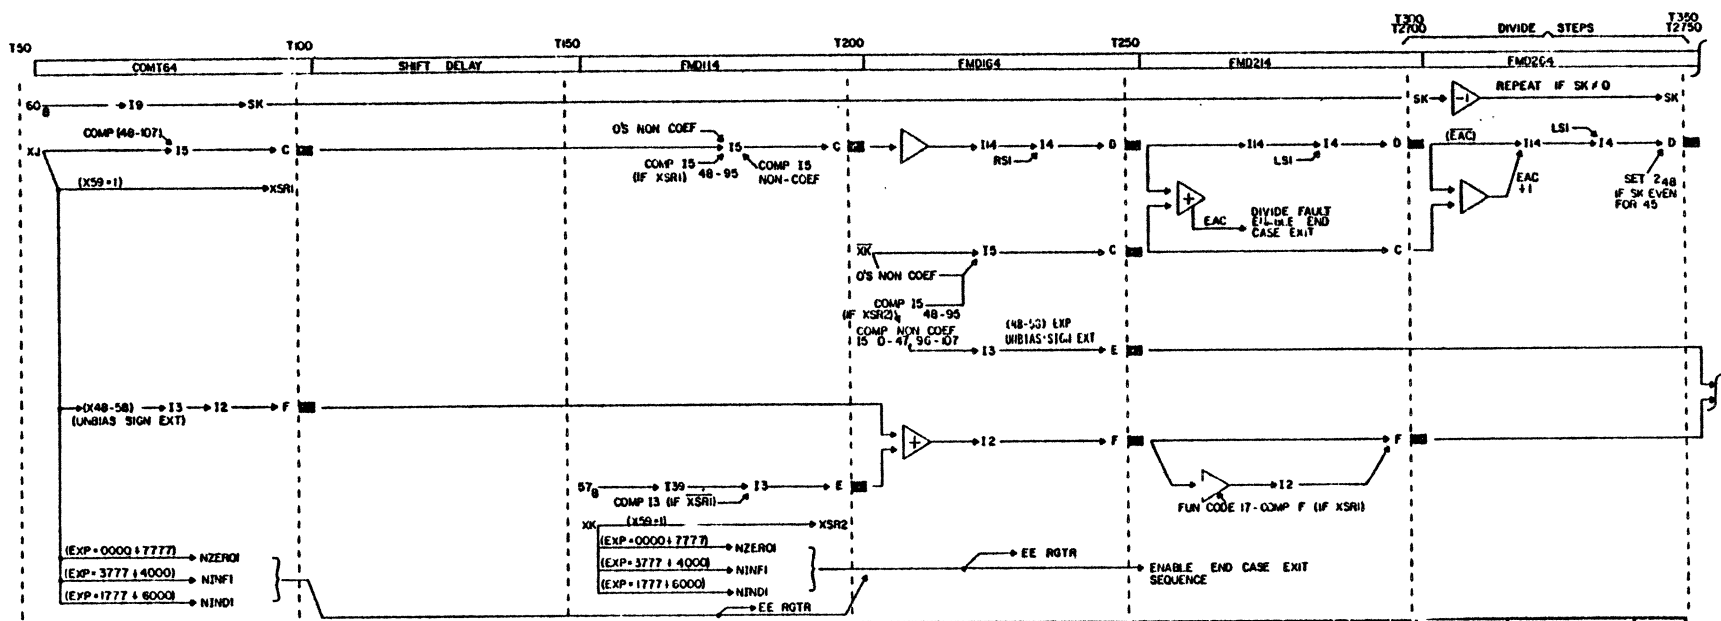 T50 T100 T150 T200 T250 T300 T2700 DIVIDE STEPS T350 T2750
COMT64 SHIFT DELAY FMD114 FMD164 FMD214 FMD264
60 8 I9 SK SK -1 REPEAT IF SK≠0 SK
COMP (48-107) O'S NON COEF (EAC) LSI
XJ I5 C I5 C I14 I4 D I14 I4 D I14 I4 D
COMP I5 (IF XSR1) 48-95 COMP I5 NON-COEF RSI LSI
(X59=1) XSR1
SET 2 48 IF SK EVEN FOR 45
+ EAC DIVIDE FAULT END CASE EXIT EAC +1
XK I5 C C
O'S NON COEF
COMP I5 (IF XSR2) 48-95
COMP NON COEF (48-58) EXP
I5 0-47, 96-107 I3 UNBIAS-SIGN EXT E
(X48-58) I3 I2 F
(UNBIAS SIGN EXT)
+ I2 F F
57 8 I39 I3 E I2
COMP I3 (IF XSR1) FUN CODE 17-COMP F (IF XSR1)
XK (X59=1) XSR2
(EXP=0000+7777) NZERO1 (EXP=0000+7777) NZERO1 EE RGTR
(EXP=3777+4000) NINF1 (EXP=3777+4000) NINF1 ENABLE END CASE EXIT SEQUENCE
(EXP=1777+6000) NIND1 (EXP=1777+6000) NIND1
EE RGTR